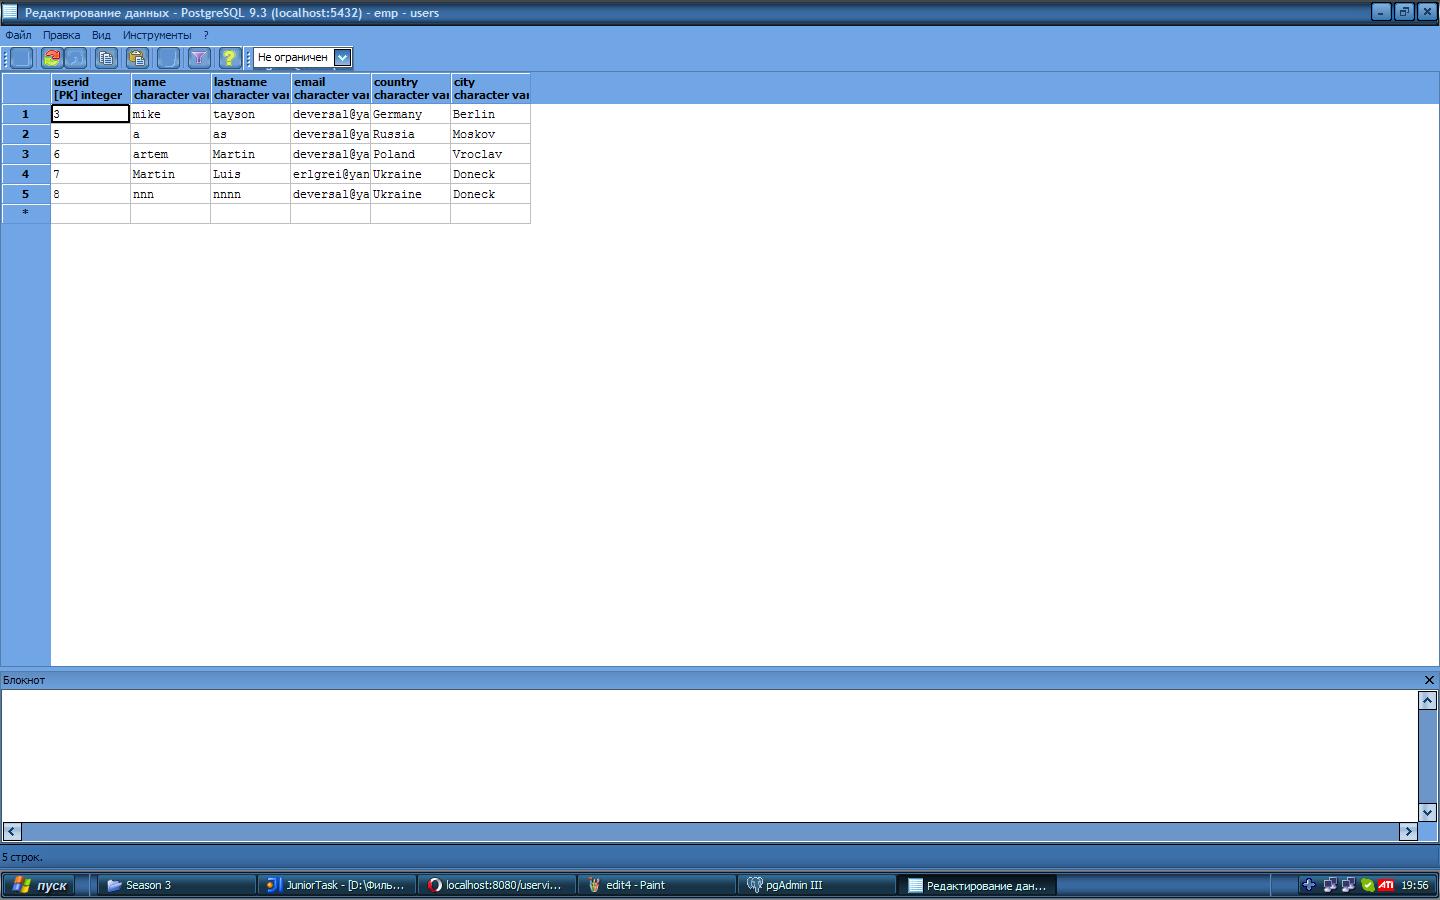 Редактирование данных - PostgreSQL 9.3 (localhost:5432) - emp - users
Файл Правка Вид Инструменты ?
Не ограничен
userid name lastname email country city
[PK] integer character var character var character var character var character var
1 3 mike tayson deversal@ya Germany Berlin
2 5 a as deversal@ya Russia Moskov
3 6 artem Martin deversal@ya Poland Vroclav
4 7 Martin Luis erlgrei@yan Ukraine Doneck
5 8 nnn nnnn deversal@ya Ukraine Doneck
*
Блокнот
5 строк.
пуск Season 3 JuniorTask - [D:\Филь... localhost:8080/uservi... edit4 - Paint pgAdmin III Редактирование дан... ATI 19:56